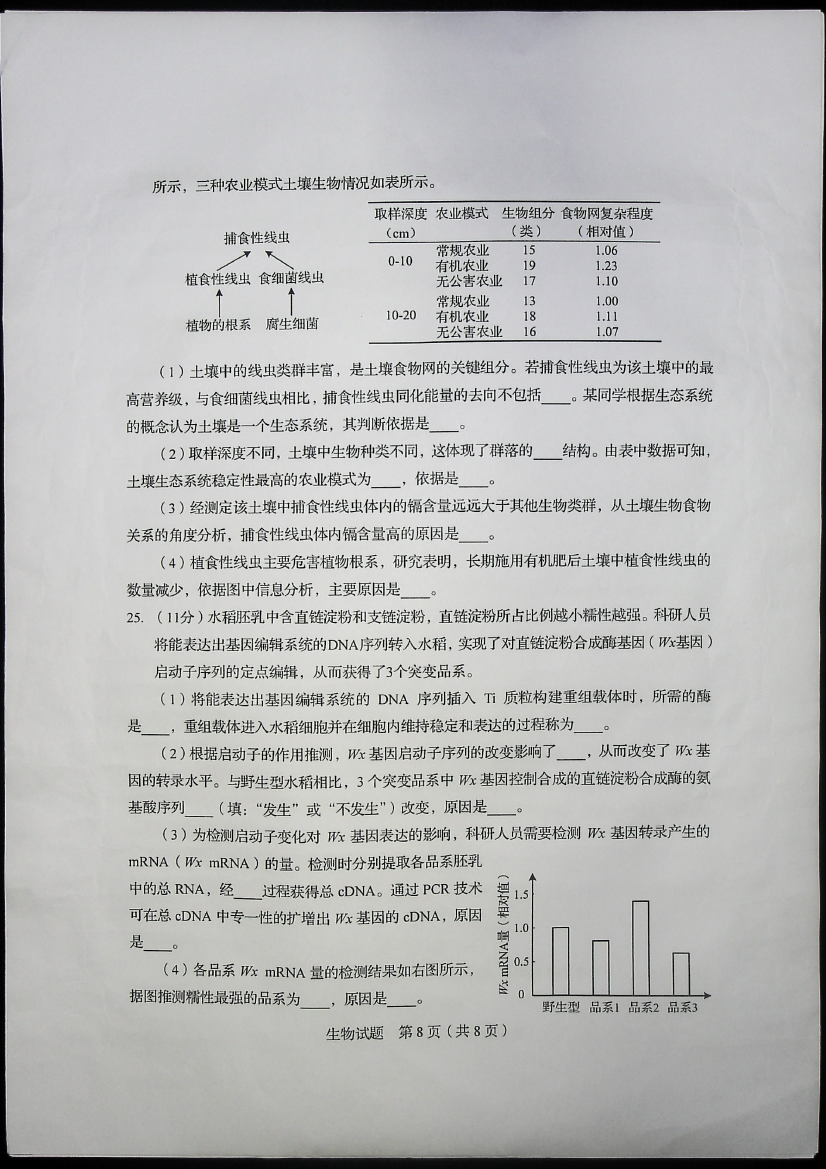 所示，三种农业模式土壤生物情况如表所示。
捕食性线虫
植食性线虫 食细菌线虫
植物的根系 腐生细菌
取样深度 农业模式 生物组分 食物网复杂程度
（cm） （类） （相对值）
常规农业 15 1.06
0-10 有机农业 19 1.23
无公害农业 17 1.10
常规农业 13 1.00
10-20 有机农业 18 1.11
无公害农业 16 1.07
（1）土壤中的线虫类群丰富，是土壤食物网的关键组分。若捕食性线虫为该土壤中的最
高营养级，与食细菌线虫相比，捕食性线虫同化能量的去向不包括____。某同学根据生态系统
的概念认为土壤是一个生态系统，其判断依据是____。
（2）取样深度不同，土壤中生物种类不同，这体现了群落的____结构。由表中数据可知，
土壤生态系统稳定性最高的农业模式为____，依据是____。
（3）经测定该土壤中捕食性线虫体内的镉含量远远大于其他生物类群，从土壤生物食物
关系的角度分析，捕食性线虫体内镉含量高的原因是____。
（4）植食性线虫主要危害植物根系，研究表明，长期施用有机肥后土壤中植食性线虫的
数量减少，依据图中信息分析，主要原因是____。
25. （11分）水稻胚乳中含直链淀粉和支链淀粉，直链淀粉所占比例越小糯性越强。科研人员
将能表达出基因编辑系统的DNA序列转入水稻，实现了对直链淀粉合成酶基因（Wx基因）
启动子序列的定点编辑，从而获得了3个突变品系。
（1）将能表达出基因编辑系统的 DNA 序列插入 Ti 质粒构建重组载体时，所需的酶
是____，重组载体进入水稻细胞并在细胞内维持稳定和表达的过程称为____。
（2）根据启动子的作用推测，Wx 基因启动子序列的改变影响了____，从而改变了 Wx 基
因的转录水平。与野生型水稻相比，3 个突变品系中 Wx 基因控制合成的直链淀粉合成酶的氨
基酸序列____（填：“发生”或“不发生”）改变，原因是____。
（3）为检测启动子变化对 Wx 基因表达的影响，科研人员需要检测 Wx 基因转录产生的
mRNA（Wx mRNA）的量。检测时分别提取各品系胚乳
中的总 RNA，经____过程获得总 cDNA。通过 PCR 技术
可在总 cDNA 中专一性的扩增出 Wx 基因的 cDNA，原因
是____。
（4）各品系 Wx mRNA 量的检测结果如右图所示，
据图推测糯性最强的品系为____，原因是____。
Wx mRNA量（相对值）
1.5
1.0
0.5
0
野生型 品系1 品系2 品系3
生物试题 第 8 页（共 8 页）